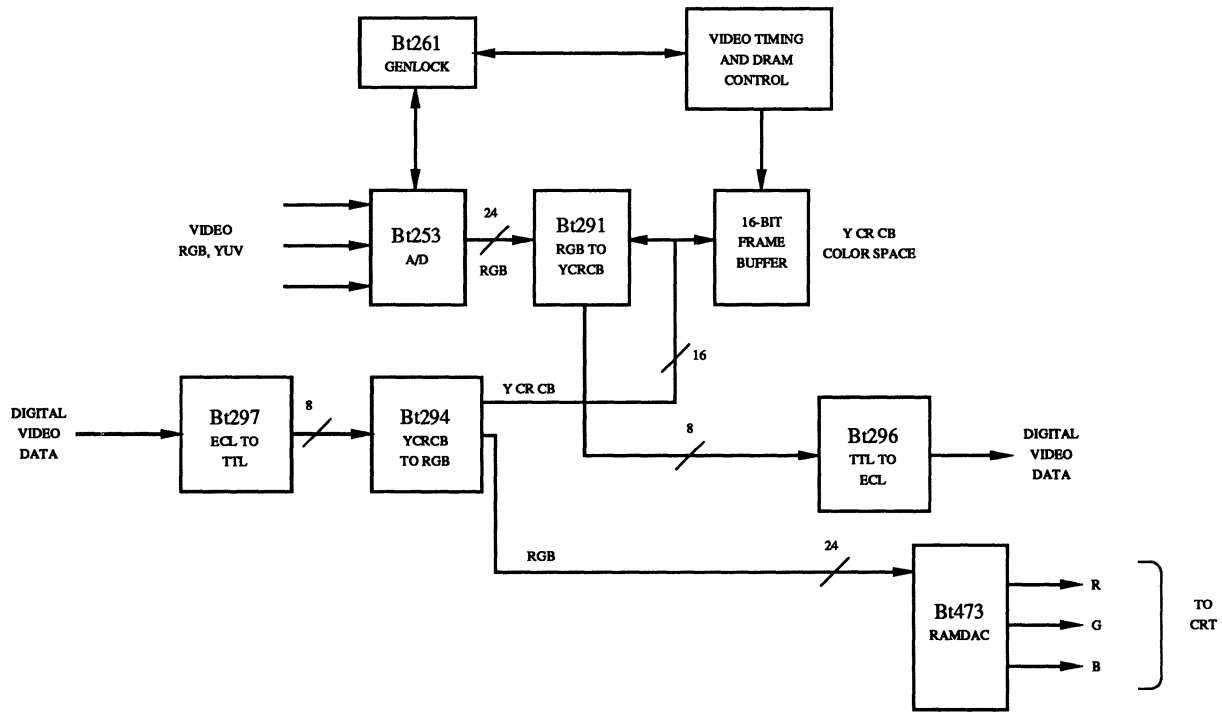 Bt261
GENLOCK
VIDEO TIMING
AND DRAM
CONTROL
VIDEO
RGB, YUV
Bt253
A/D
24
RGB
Bt291
RGB TO
YCRCB
16-BIT
FRAME
BUFFER
Y CR CB
COLOR SPACE
16
DIGITAL
VIDEO
DATA
Bt297
ECL TO
TTL
8
Bt294
YCRCB
TO RGB
Y CR CB
8
Bt296
TTL TO
ECL
DIGITAL
VIDEO
DATA
RGB
24
Bt473
RAMDAC
R
G
B
TO
CRT